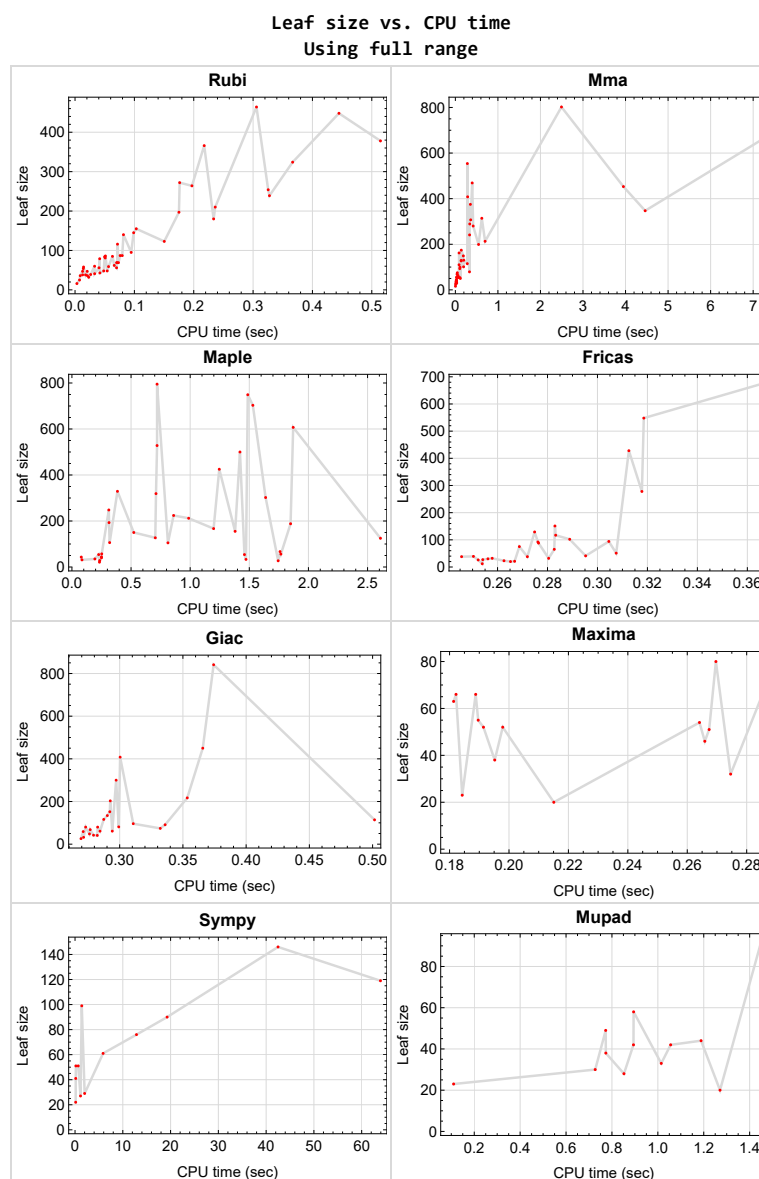 Leaf size vs. CPU time
Using full range
Rubi
Leaf size
400
300
200
100
0
0.0 0.1 0.2 0.3 0.4 0.5
CPU time (sec)
Mma
Leaf size
800
600
400
200
0
0 1 2 3 4 5 6 7
CPU time (sec)
Maple
Leaf size
800
600
400
200
0
0.0 0.5 1.0 1.5 2.0 2.5
CPU time (sec)
Fricas
Leaf size
700
600
500
400
300
200
100
0
0.26 0.28 0.30 0.32 0.34 0.36
CPU time (sec)
Giac
Leaf size
800
600
400
200
0
0.30 0.35 0.40 0.45 0.50
CPU time (sec)
Maxima
Leaf size
80
60
40
20
0
0.18 0.20 0.22 0.24 0.26 0.28
CPU time (sec)
Sympy
Leaf size
140
120
100
80
60
40
20
0
0 10 20 30 40 50 60
CPU time (sec)
Mupad
Leaf size
80
60
40
20
0
0.2 0.4 0.6 0.8 1.0 1.2 1.4
CPU time (sec)